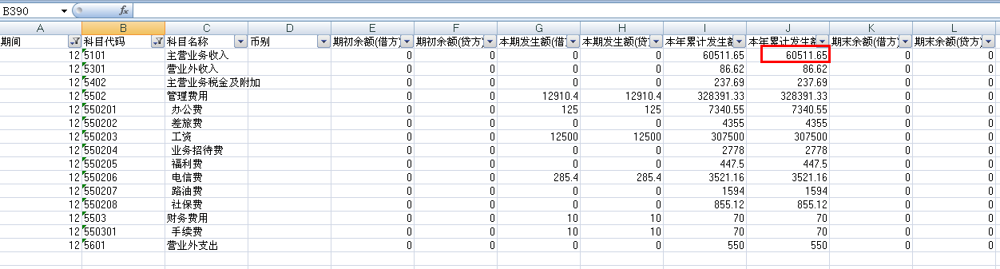 B390 fx
A B C D E F G H I J K L
期间 科目代码 科目名称 币别 期初余额(借方) 期初余额(贷方) 本期发生额(借 本期发生额(贷 本年累计发生额 本年累计发生额 期末余额(借方) 期末余额(贷方)
12 5101 主营业务收入 0 0 0 0 60511.65 60511.65 0 0
12 5301 营业外收入 0 0 0 0 86.62 86.62 0 0
12 5402 主营业务税金及附加 0 0 0 0 237.69 237.69 0 0
12 5502 管理费用 0 0 12910.4 12910.4 328391.33 328391.33 0 0
12 550201 办公费 0 0 125 125 7340.55 7340.55 0 0
12 550202 差旅费 0 0 0 0 4355 4355 0 0
12 550203 工资 0 0 12500 12500 307500 307500 0 0
12 550204 业务招待费 0 0 0 0 2778 2778 0 0
12 550205 福利费 0 0 0 0 447.5 447.5 0 0
12 550206 电信费 0 0 285.4 285.4 3521.16 3521.16 0 0
12 550207 路油费 0 0 0 0 1594 1594 0 0
12 550208 社保费 0 0 0 0 855.12 855.12 0 0
12 5503 财务费用 0 0 10 10 70 70 0 0
12 550301 手续费 0 0 10 10 70 70 0 0
12 5601 营业外支出 0 0 0 0 550 550 0 0